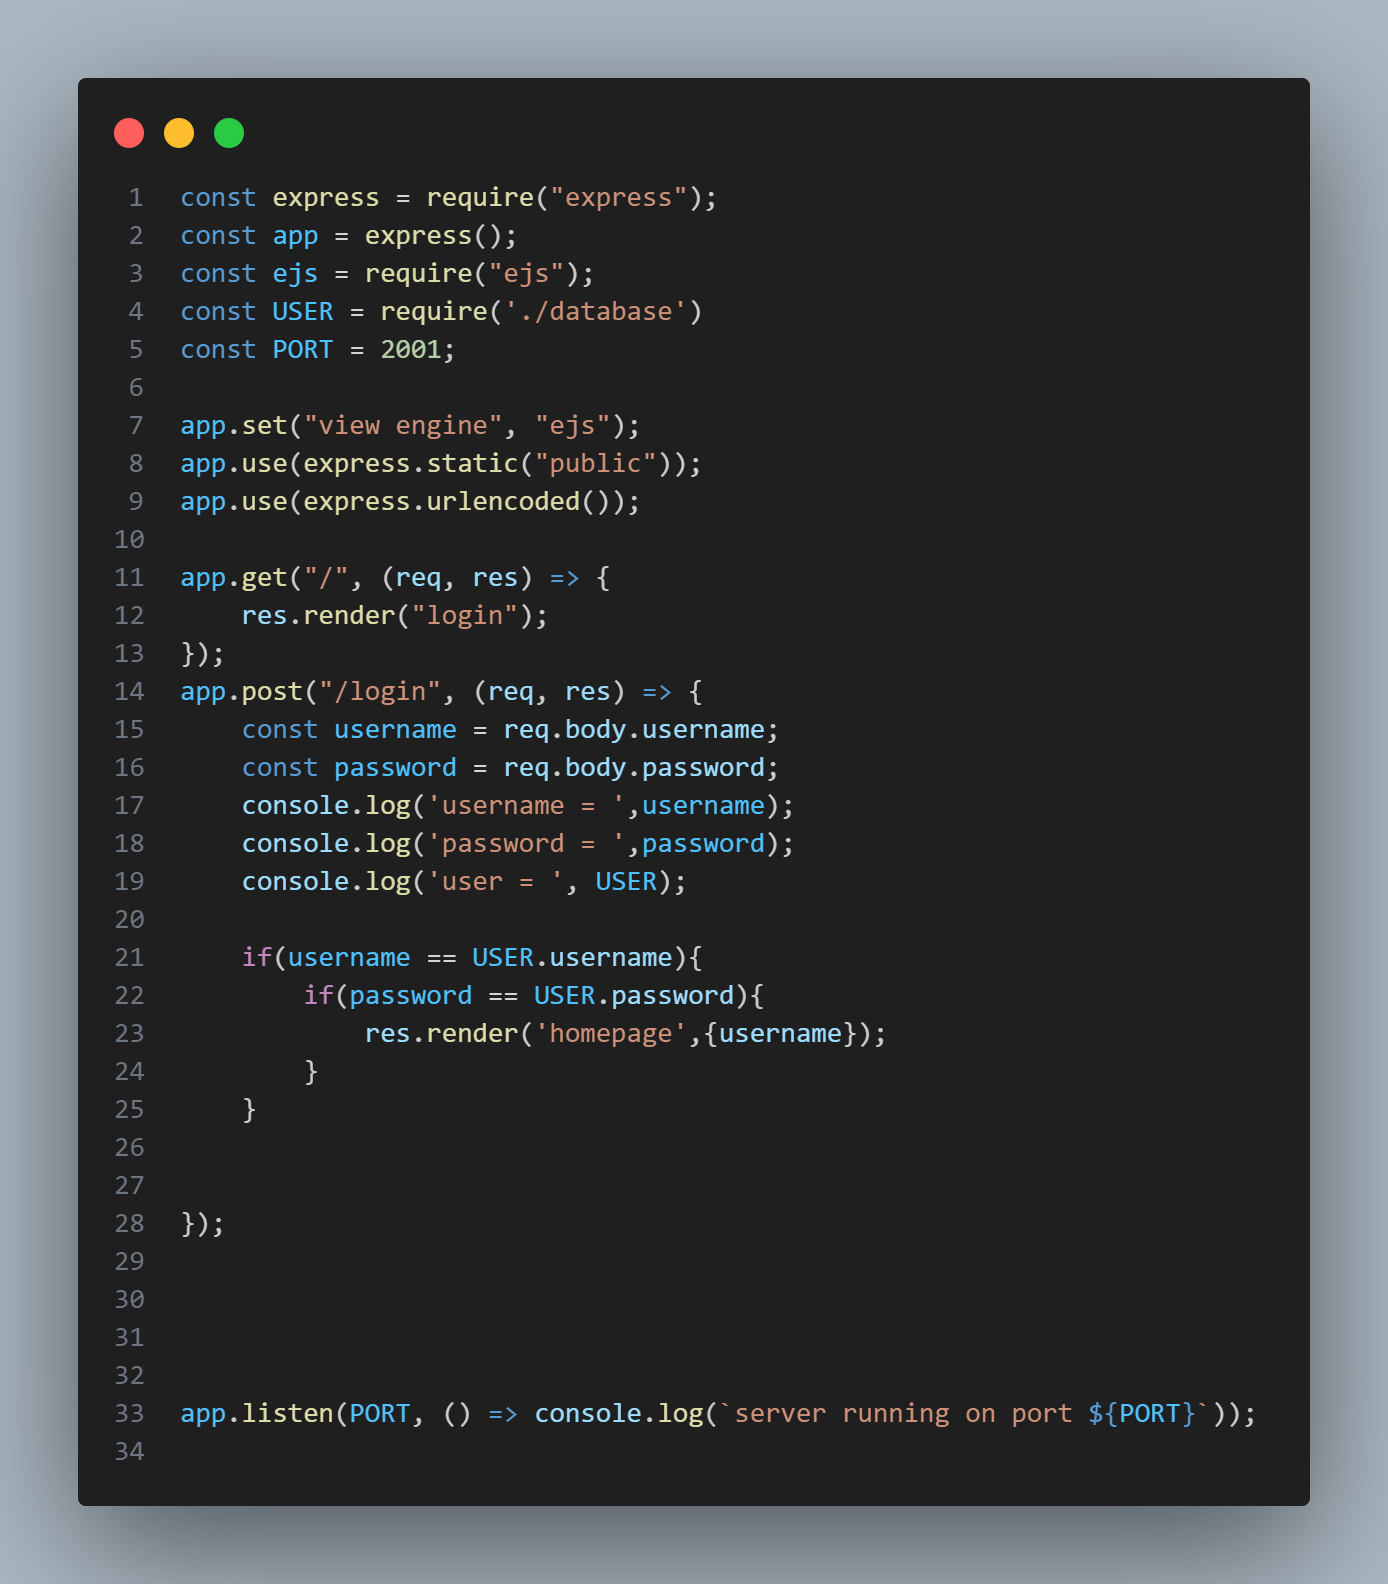 1 const express = require("express");
2 const app = express();
3 const ejs = require("ejs");
4 const USER = require('./database')
5 const PORT = 2001;
6
7 app.set("view engine", "ejs");
8 app.use(express.static("public"));
9 app.use(express.urlencoded());
10
11 app.get("/", (req, res) => {
12     res.render("login");
13 });
14 app.post("/login", (req, res) => {
15     const username = req.body.username;
16     const password = req.body.password;
17     console.log('username = ',username);
18     console.log('password = ',password);
19     console.log('user = ', USER);
20
21     if(username == USER.username){
22         if(password == USER.password){
23             res.render('homepage',{username});
24         }
25     }
26
27
28 });
29
30
31
32
33 app.listen(PORT, () => console.log(`server running on port ${PORT}`));
34